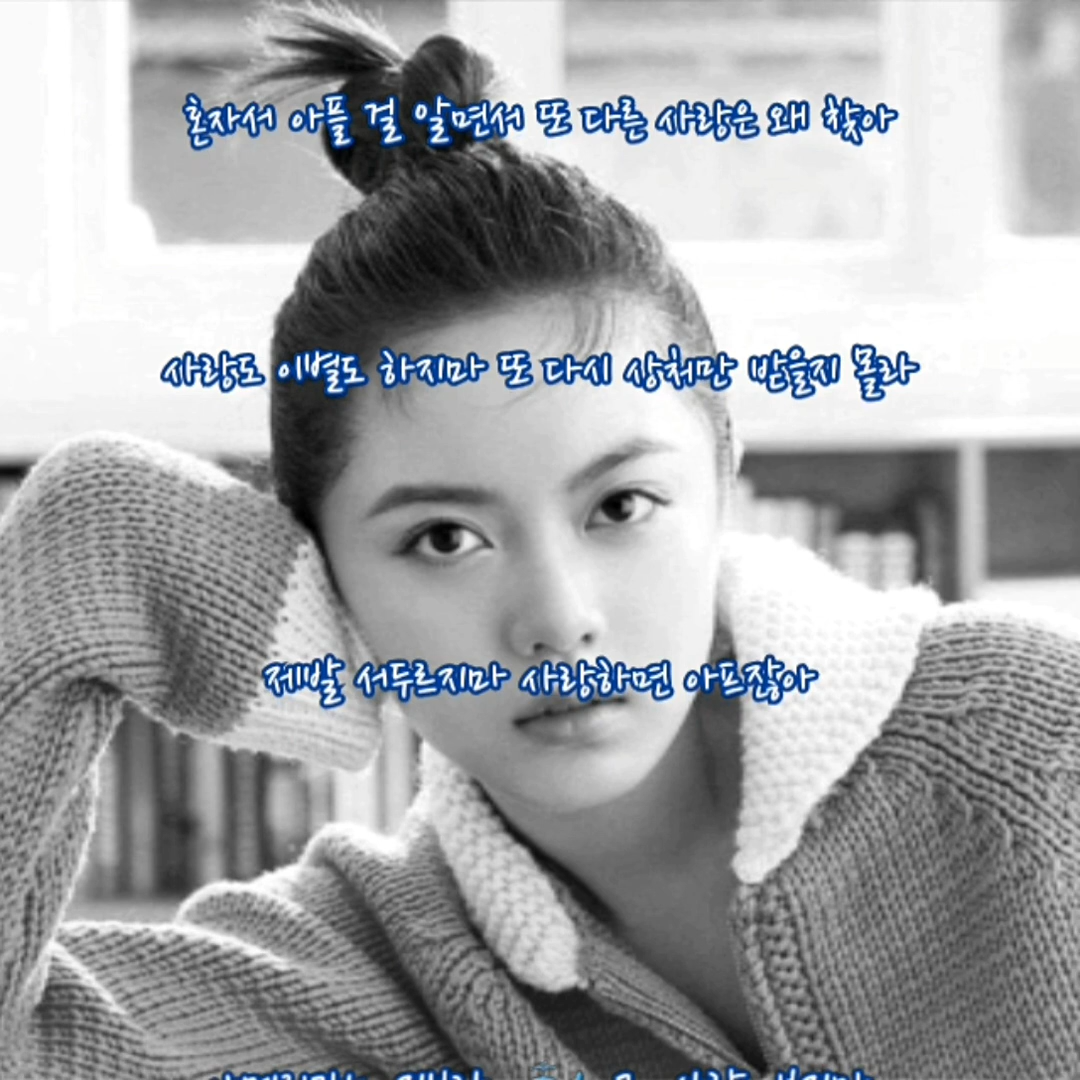 혼자서 아플 걸 알면서 또 다른 사랑은 왜 찾아
사랑도 이별도 하지마 또 다시 상처만 받을지 몰라
제발 서두르지마 사랑하면 아프잖아